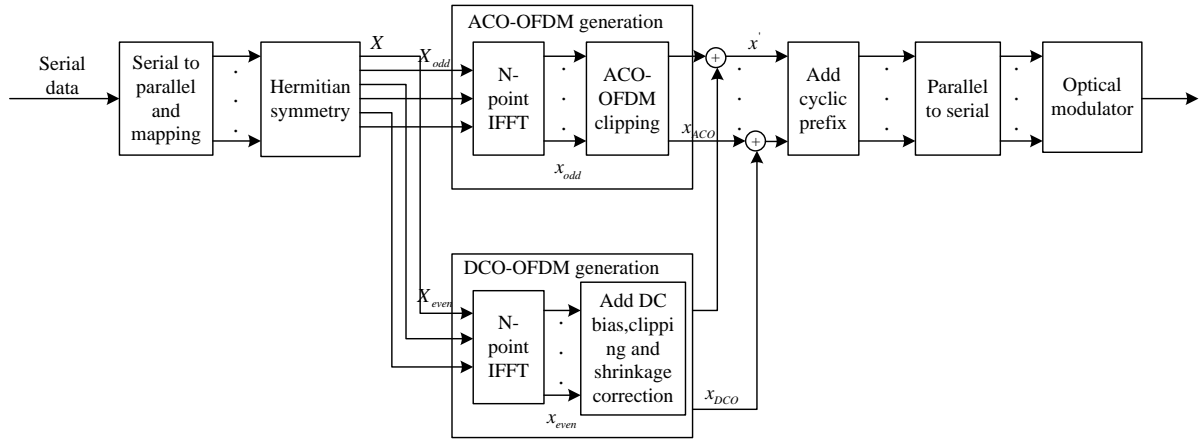 Serial
data
Serial to
parallel
and
mapping
Hermitian
symmetry
X
X_odd
ACO-OFDM generation
N-
point
IFFT
x_odd
ACO-
OFDM
clipping
x_ACO
+
+
x'
Add
cyclic
prefix
Parallel
to serial
Optical
modulator
DCO-OFDM generation
X_even
N-
point
IFFT
x_even
Add DC
bias,clippi
ng and
shrinkage
correction
x_DCO